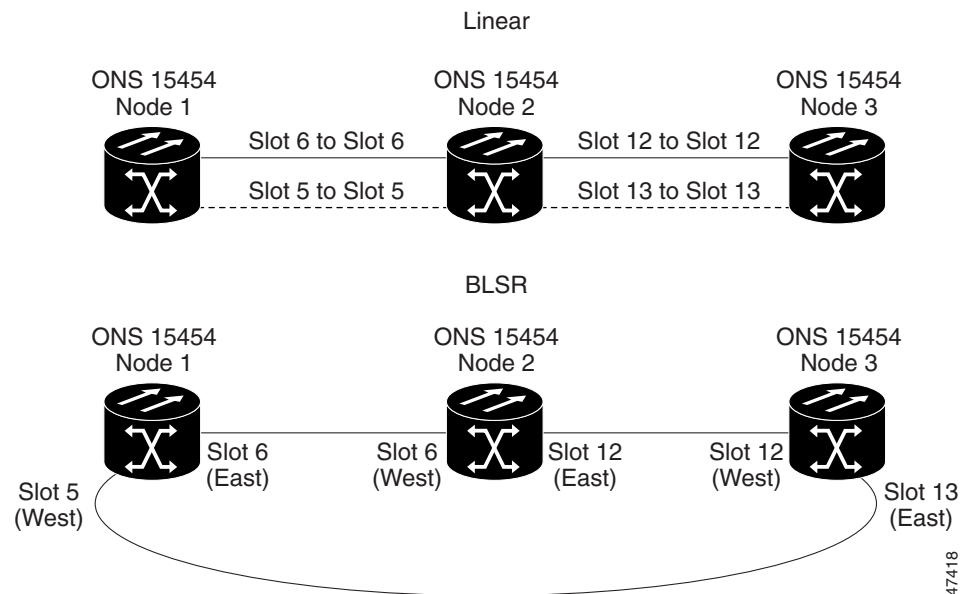 Linear
ONS 15454
Node 1
ONS 15454
Node 2
ONS 15454
Node 3
Slot 6 to Slot 6
Slot 12 to Slot 12
Slot 5 to Slot 5
Slot 13 to Slot 13
BLSR
ONS 15454
Node 1
ONS 15454
Node 2
ONS 15454
Node 3
Slot 5
(West)
Slot 6
(East)
Slot 6
(West)
Slot 12
(East)
Slot 12
(West)
Slot 13
(East)
47418